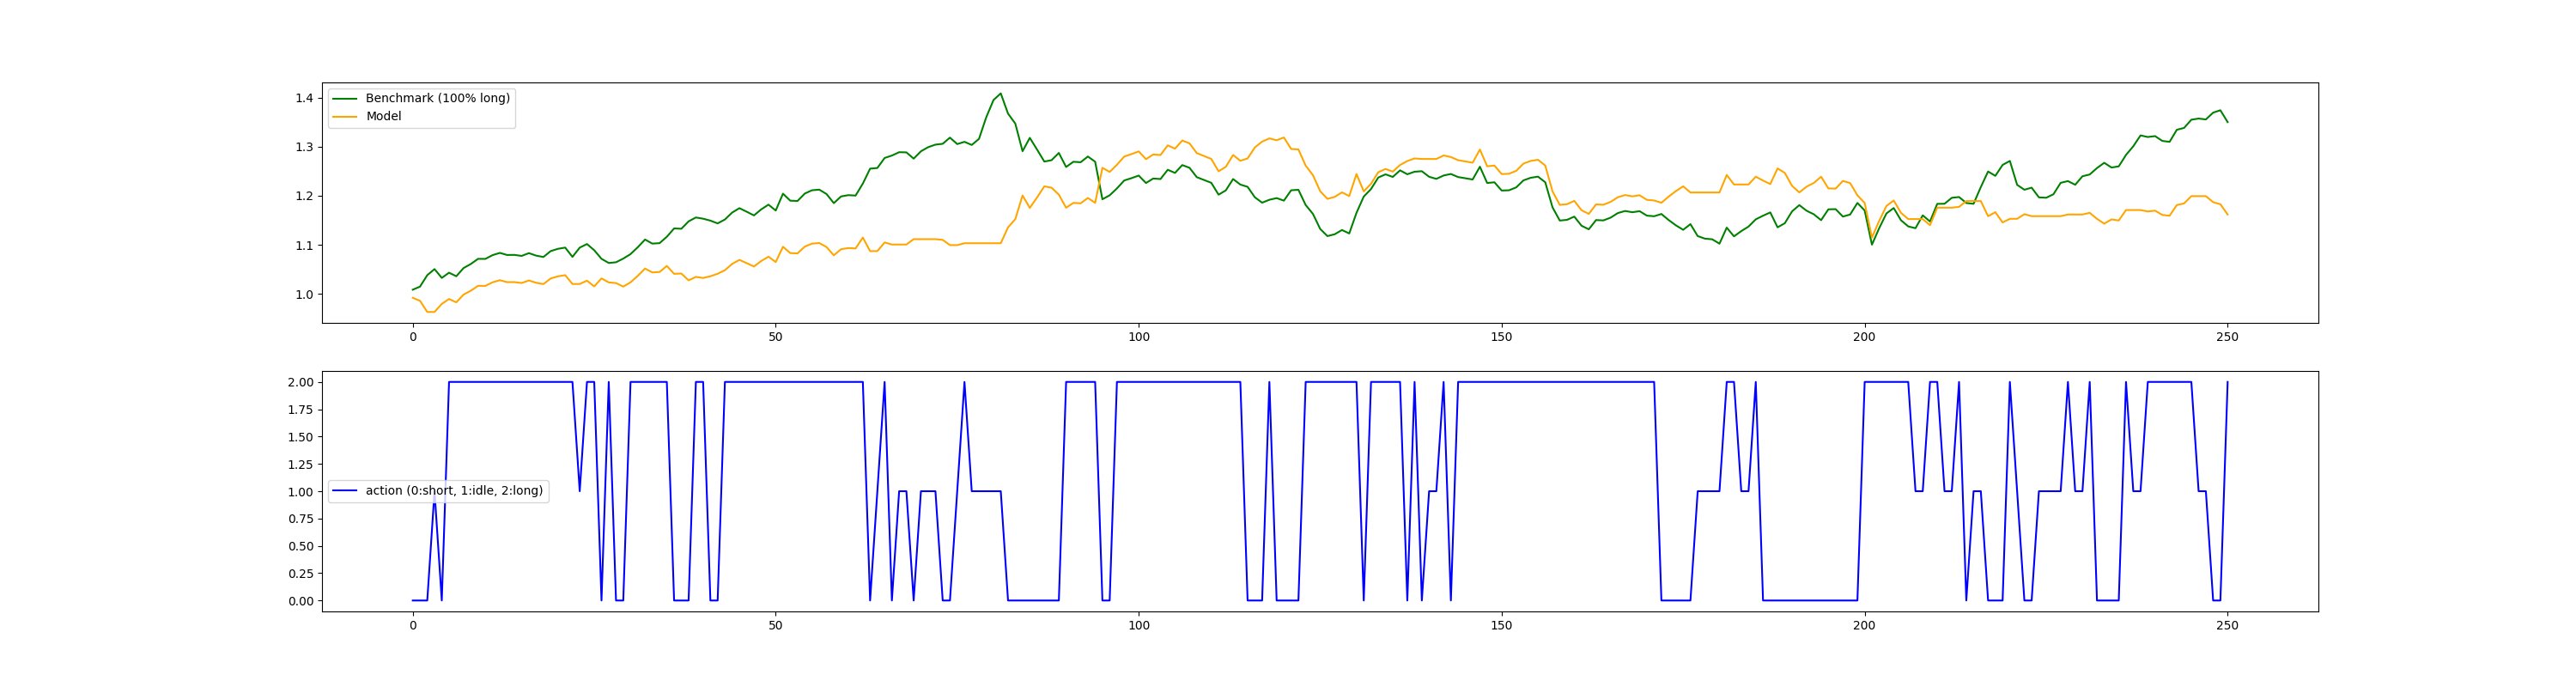 1.4
1.3
1.2
1.1
1.0
Benchmark (100% long)
Model
0 50 100 150 200 250
2.00
1.75
1.50
1.25
1.00
0.75
0.50
0.25
0.00
action (0:short, 1:idle, 2:long)
0 50 100 150 200 250